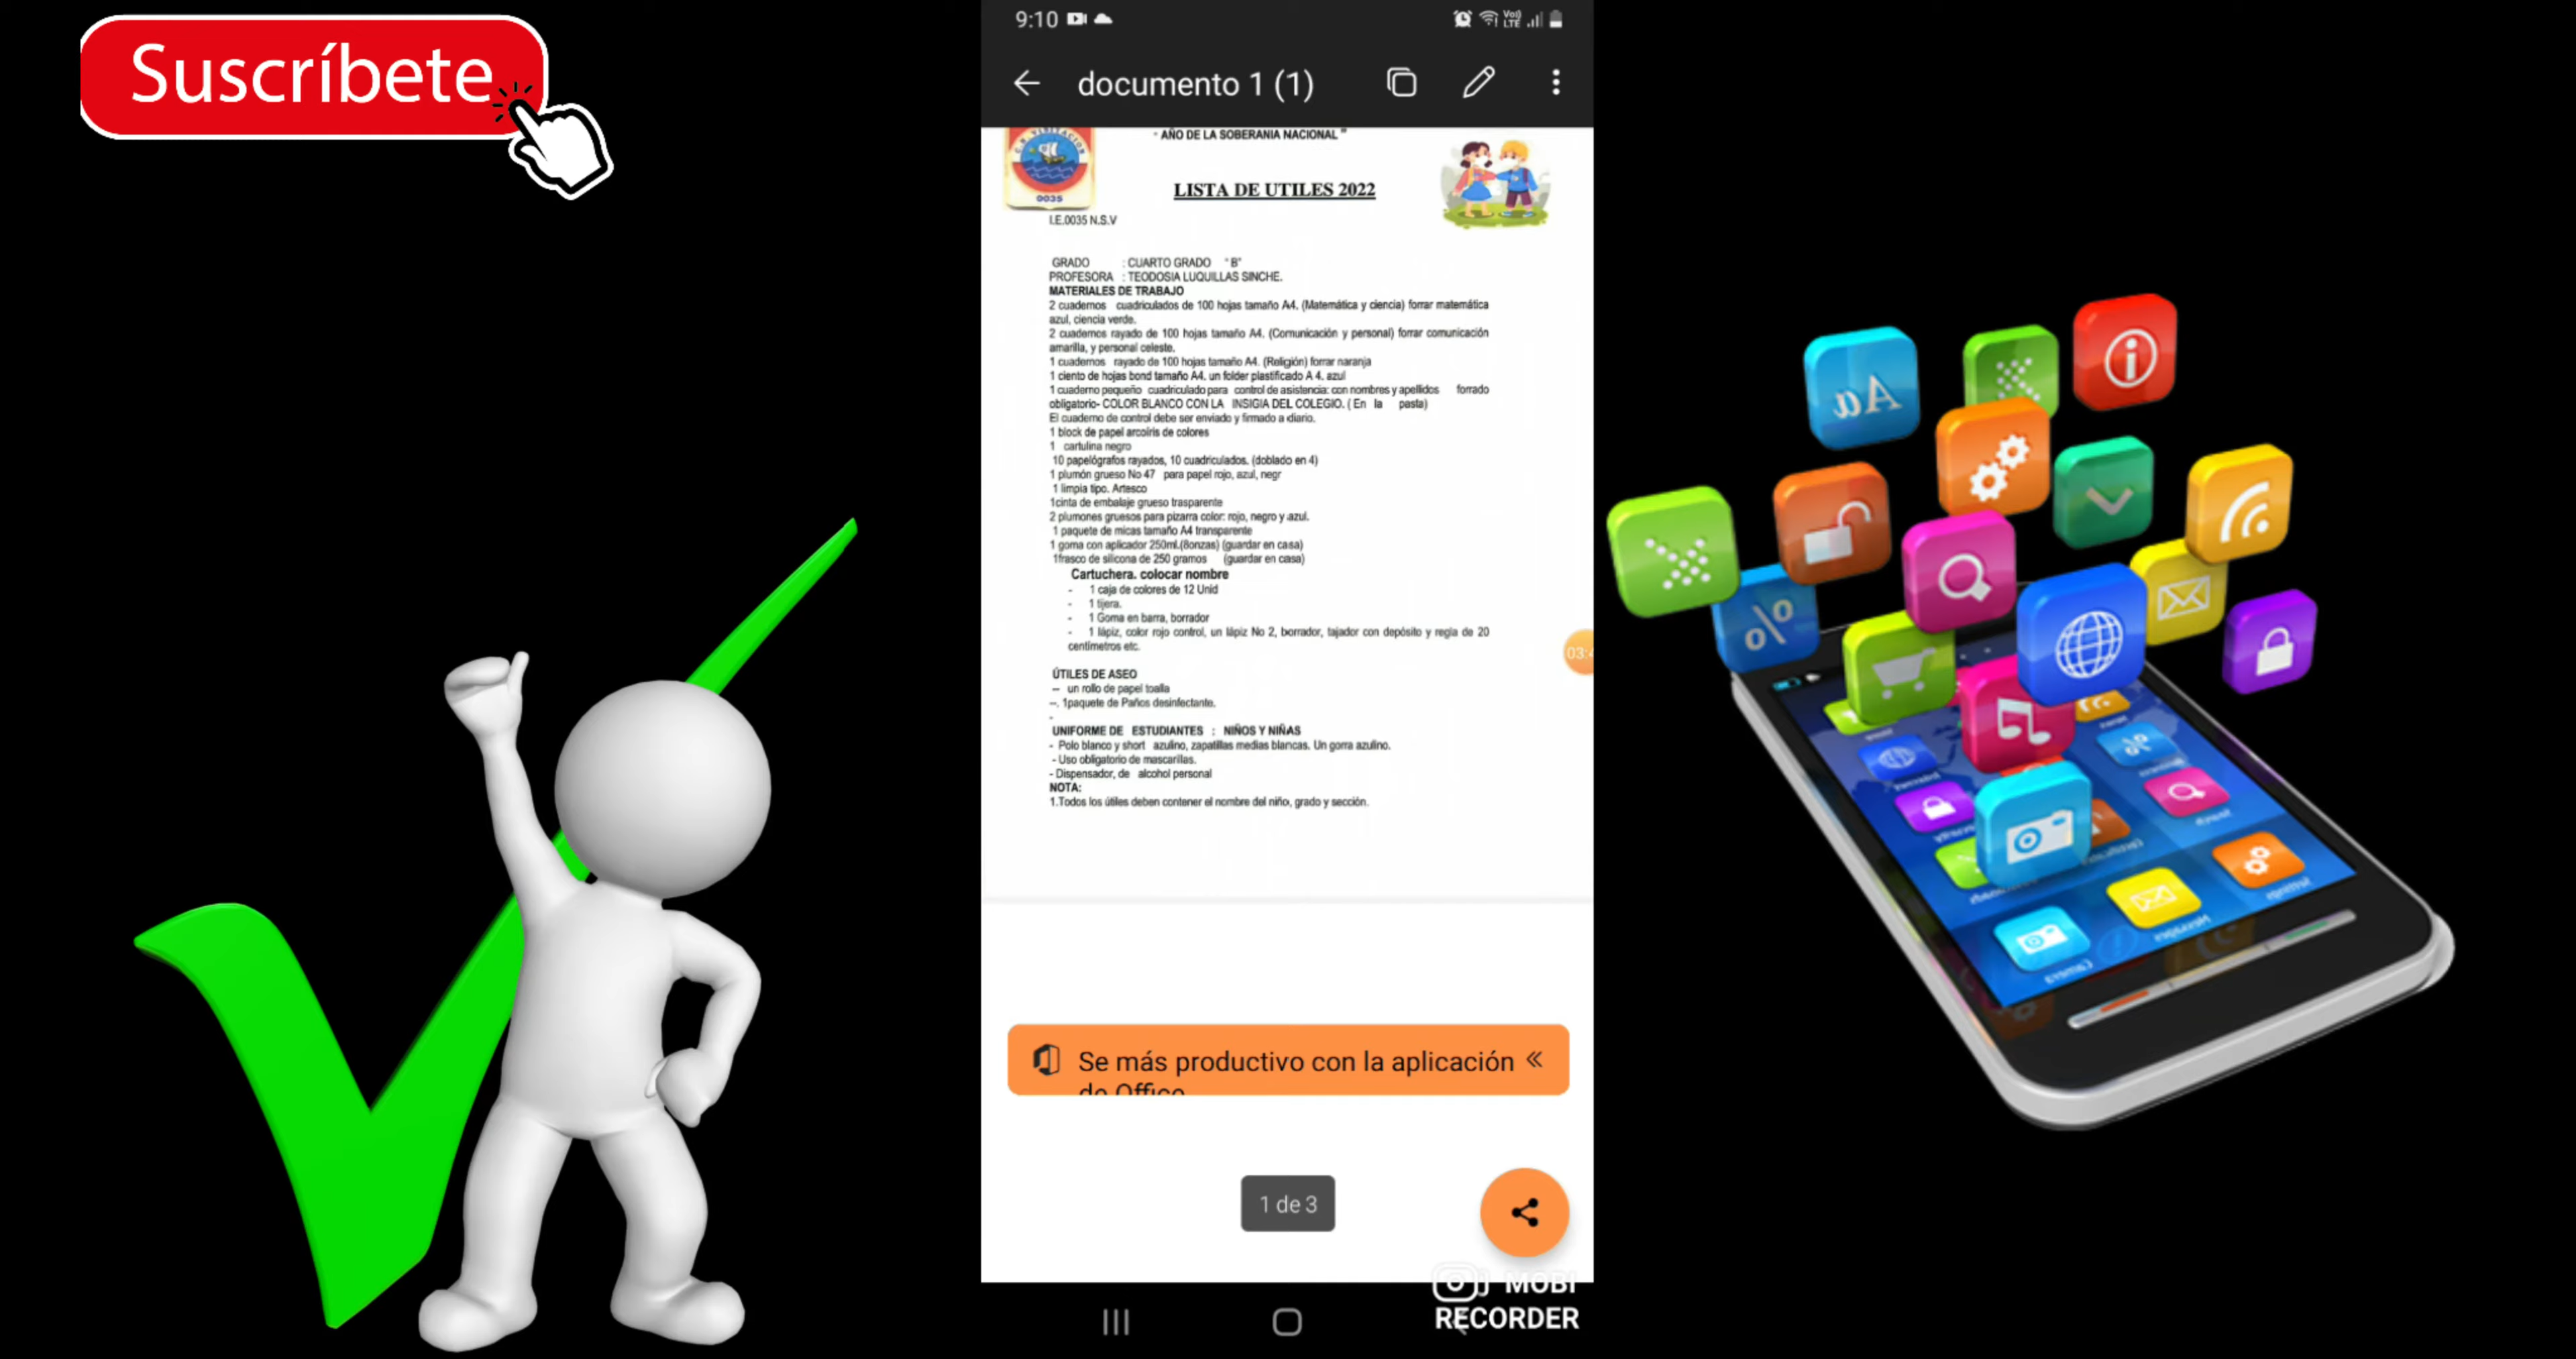 Suscríbete
9:10
Vo)
LTE
documento 1 (1)
" AÑO DE LA SOBERANIA NACIONAL "
LISTA DE UTILES 2022
0035
I.E.0035 N.S.V
GRADO : CUARTO GRADO "B"
PROFESORA : TEODOSIA LUQUILLAS SINCHE.
MATERIALES DE TRABAJO
2 cuadernos cuadriculados de 100 hojas tamaño A4. (Matemática y ciencia) forrar matemática
azul, ciencia verde.
2 cuadernos rayado de 100 hojas tamaño A4. (Comunicación y personal) forrar comunicación
amarilla, y personal celeste.
1 cuadernos rayado de 100 hojas tamaño A4. (Religión) forrar naranja
1 ciento de hojas bond tamaño A4. un folder plastificado A 4. azul
1 cuaderno pequeño cuadriculado para control de asistencia: con nombres y apellidos forrado
obligatorio- COLOR BLANCO CON LA INSIGIA DEL COLEGIO. ( En la pasta)
El cuaderno de control debe ser enviado y firmado a diario.
1 block de papel arcoíris de colores
1 cartulina negro
10 papelógrafos rayados, 10 cuadriculados. (doblado en 4)
1 plumón grueso No 47 para papel rojo, azul, negr
1 limpia tipo. Artesco
1cinta de embalaje grueso trasparente
2 plumones gruesos para pizarra color: rojo, negro y azul.
1 paquete de micas tamaño A4 transparente
1 goma con aplicador 250ml.(8onzas) (guardar en casa)
1frasco de silicona de 250 gramos (guardar en casa)
Cartuchera. colocar nombre
- 1 caja de colores de 12 Unid
- 1 tijera.
- 1 Goma en barra, borrador
- 1 lápiz, color rojo control, un lápiz No 2, borrador, tajador con depósito y regla de 20
centímetros etc.
ÚTILES DE ASEO
– un rollo de papel toalla
–. 1paquete de Paños desinfectante.
-
UNIFORME DE ESTUDIANTES : NIÑOS Y NIÑAS
- Polo blanco y short azulino, zapatillas medias blancas. Un gorra azulino.
- Uso obligatorio de mascarillas.
- Dispensador, de alcohol personal
NOTA:
1.Todos los útiles deben contener el nombre del niño, grado y sección.
03:4
Se más productivo con la aplicación
de Office
1 de 3
MOBI
RECORDER
Aa
%